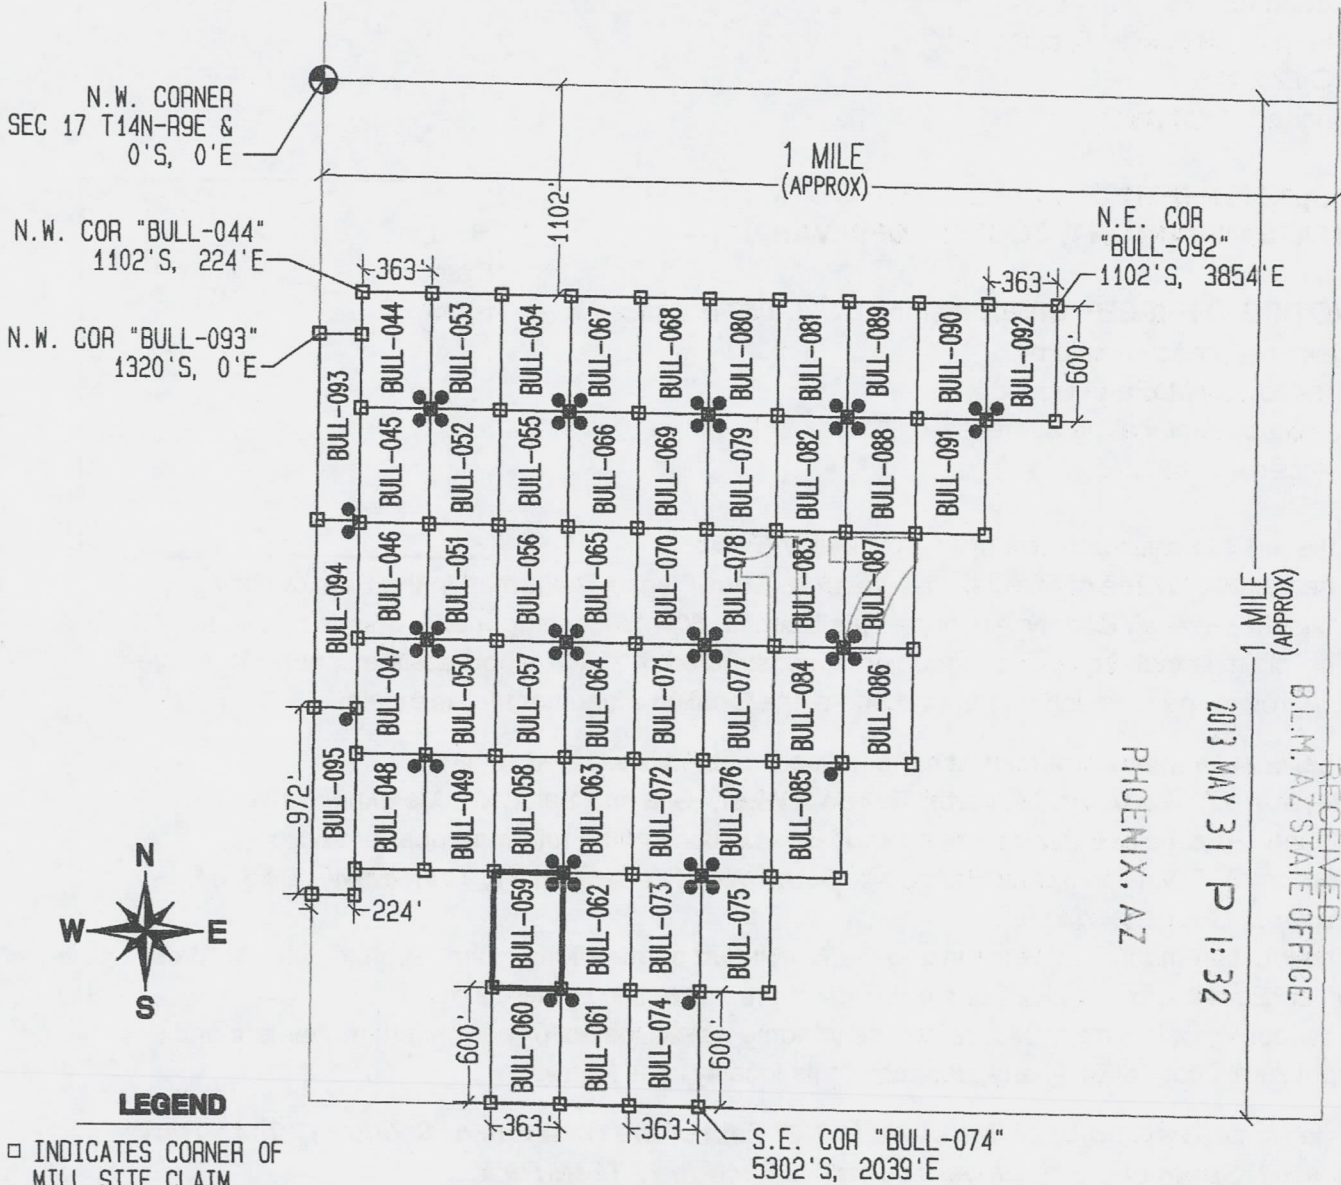 N.W. CORNER
SEC 17 T14N-R9E &
0'S, 0'E
1 MILE
(APPROX)
1102'
N.W. COR "BULL-044"
1102'S, 224'E
363'
363'
N.E. COR
"BULL-092"
1102'S, 3854'E
N.W. COR "BULL-093"
1320'S, 0'E
600'
BULL-044
BULL-053
BULL-054
BULL-067
BULL-068
BULL-080
BULL-081
BULL-089
BULL-090
BULL-092
BULL-093
BULL-045
BULL-052
BULL-055
BULL-066
BULL-069
BULL-079
BULL-082
BULL-088
BULL-091
BULL-094
BULL-046
BULL-051
BULL-056
BULL-065
BULL-070
BULL-078
BULL-083
BULL-087
BULL-047
BULL-050
BULL-057
BULL-064
BULL-071
BULL-077
BULL-084
BULL-086
BULL-095
BULL-048
BULL-049
BULL-058
BULL-063
BULL-072
BULL-076
BULL-085
BULL-059
BULL-062
BULL-073
BULL-075
BULL-060
BULL-061
BULL-074
972'
224'
600'
600'
363'
363'
1 MILE
(APPROX)
RECEIVED
B.L.M. AZ STATE OFFICE
2013 MAY 31 P 1:32
PHOENIX, AZ
N
W
E
S
S.E. COR "BULL-074"
5302'S, 2039'E
LEGEND
INDICATES CORNER OF
MILL SITE CLAIM